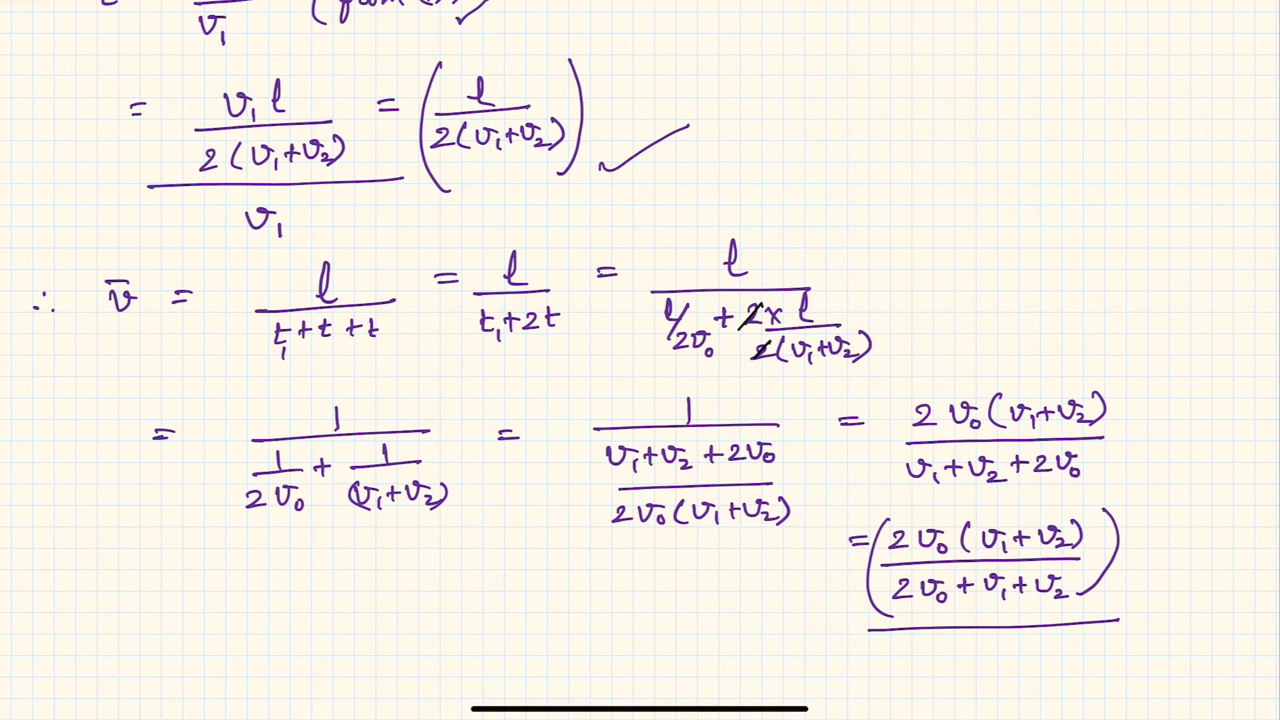 v₁
= (v₁ l / 2(v₁+v₂)) / v₁ = (l / 2(v₁+v₂)) ✓
∴ v̄ = l / (t₁+t+t) = l / (t₁+2t) = l / (l/2v₀ + 2× l / 2(v₁+v₂))
= 1 / (1/2v₀ + 1/(v₁+v₂)) = 1 / ((v₁+v₂+2v₀) / 2v₀(v₁+v₂)) = 2v₀(v₁+v₂) / v₁+v₂+2v₀
= (2v₀(v₁+v₂) / 2v₀+v₁+v₂)